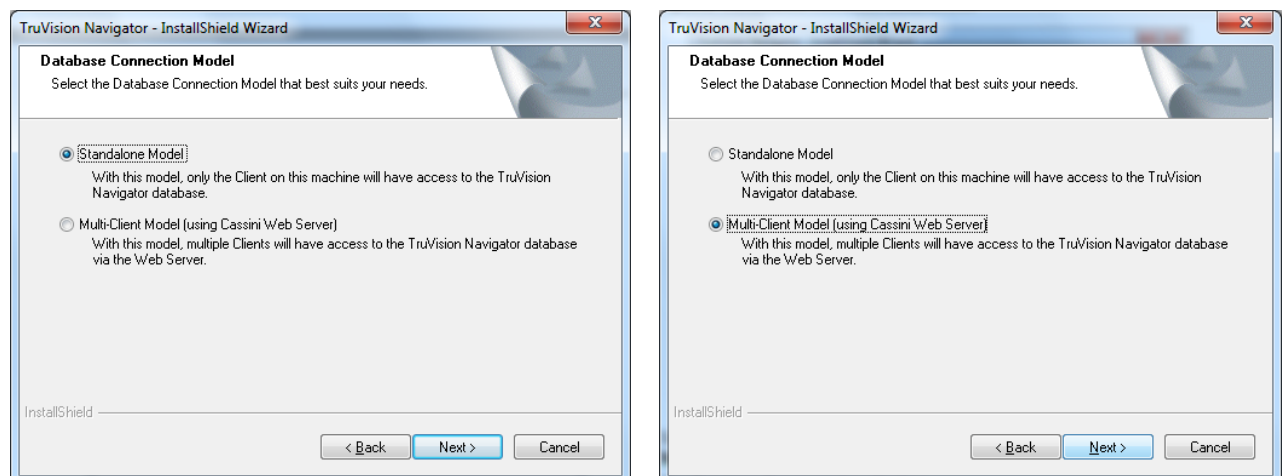 TruVision Navigator - InstallShield Wizard
Database Connection Model
Select the Database Connection Model that best suits your needs.
Standalone Model
With this model, only the Client on this machine will have access to the TruVision
Navigator database.
Multi-Client Model (using Cassini Web Server)
With this model, multiple Clients will have access to the TruVision Navigator database
via the Web Server.
InstallShield
< Back
Next >
Cancel
TruVision Navigator - InstallShield Wizard
Database Connection Model
Select the Database Connection Model that best suits your needs.
Standalone Model
With this model, only the Client on this machine will have access to the TruVision
Navigator database.
Multi-Client Model (using Cassini Web Server)
With this model, multiple Clients will have access to the TruVision Navigator database
via the Web Server.
InstallShield
< Back
Next >
Cancel